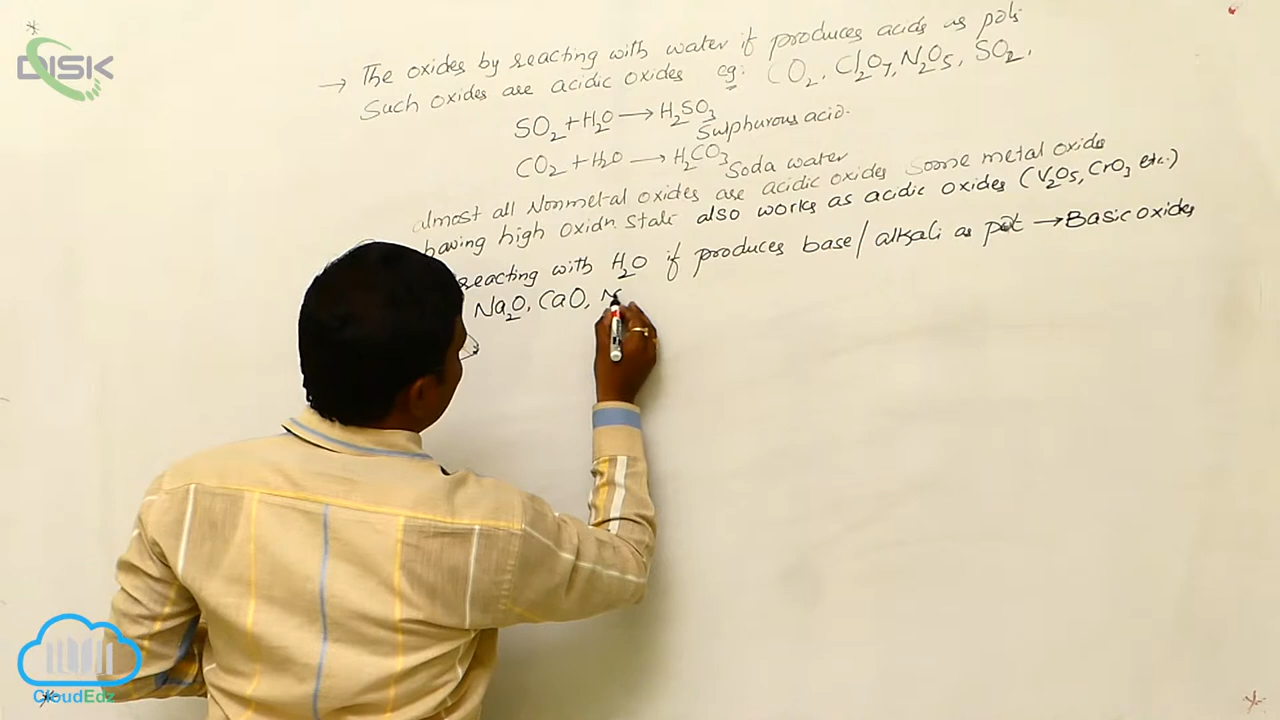 DISK
→ The oxides by reacting with water if produces acids as pdts
Such oxides are acidic oxides eg: CO2, Cl2O7, N2O5, SO2.
SO2 + H2O → H2SO3
Sulphurous acid.
CO2 + H2O → H2CO3
Soda water
almost all Nonmetal oxides are acidic oxides Some metal oxide
having high oxidn state also works as acidic oxides (V2O5, CrO3 etc.)
reacting with H2O if produces base/alkali as pdt → Basic oxides
Na2O, CaO,
CloudEdz